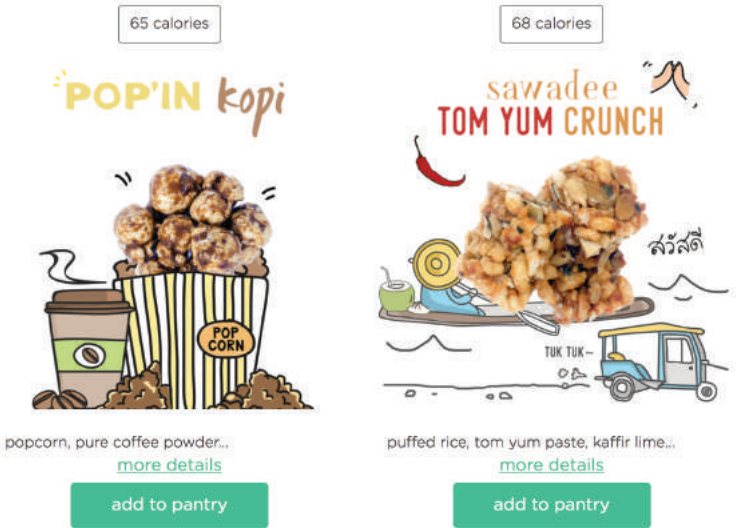 65 calories
POP'IN kopi
POP
CORN
popcorn, pure coffee powder...
more details
add to pantry
68 calories
sawadee
TOM YUM CRUNCH
สวัสดี
TUK TUK~
puffed rice, tom yum paste, kaffir lime...
more details
add to pantry